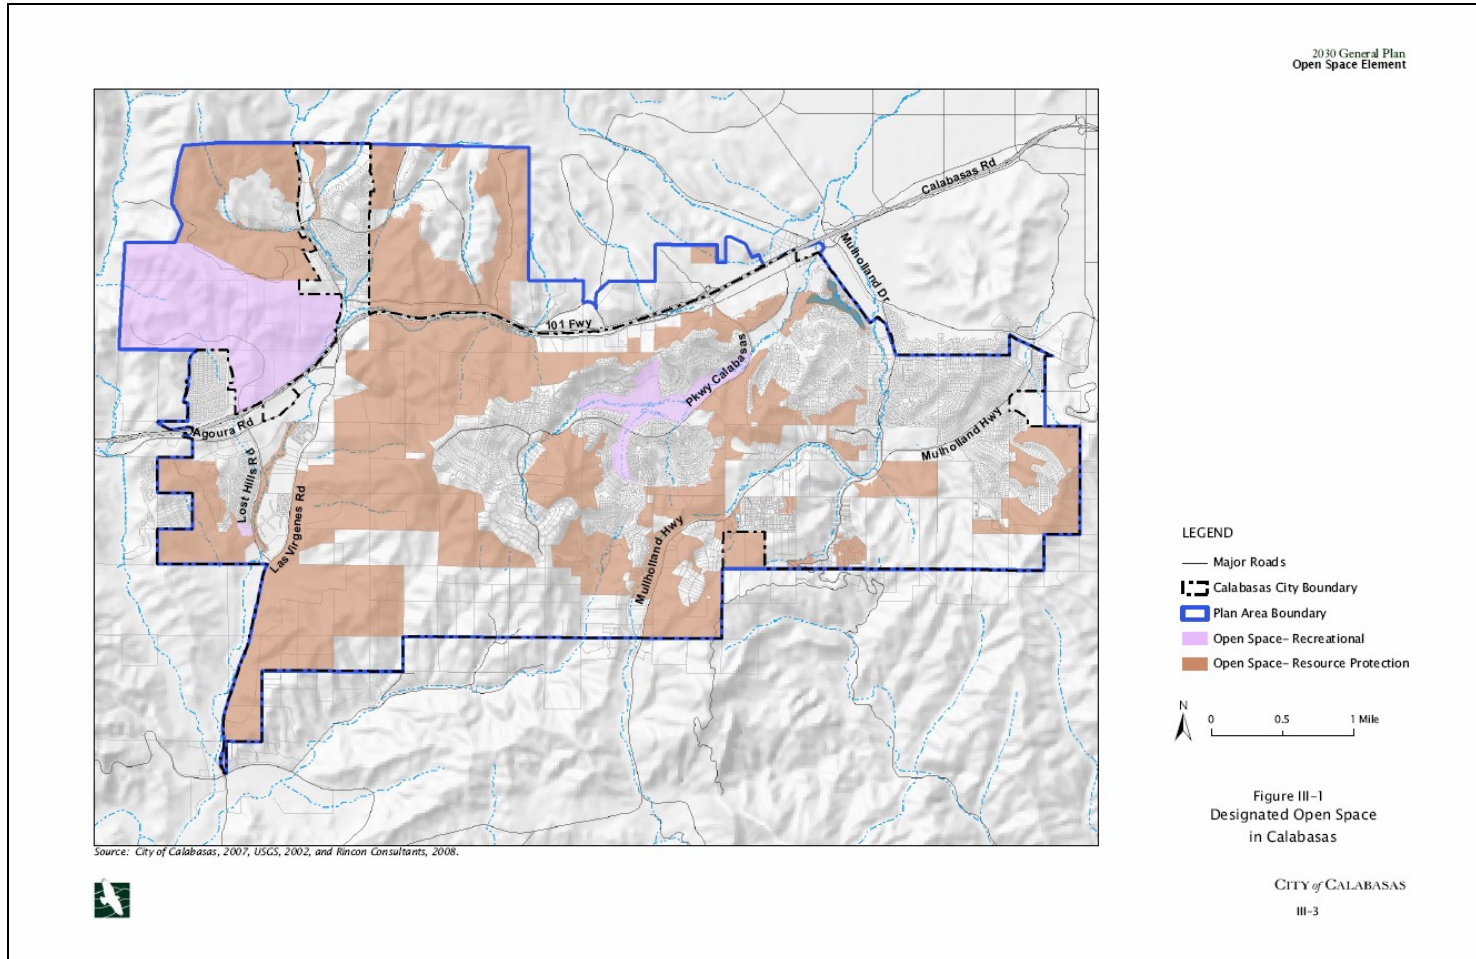 2030 General Plan
Open Space Element
Calabasas Rd
Mulholland Dr
101 Fwy
Pkwy Calabasas
Agoura Rd
Mulholland Hwy
Lost Hills Rd
Las Virgenes Rd
Mullholland Hwy
LEGEND
Major Roads
Calabasas City Boundary
Plan Area Boundary
Open Space- Recreational
Open Space- Resource Protection
N
0 0.5 1 Mile
Figure III-1
Designated Open Space
in Calabasas
Source: City of Calabasas, 2007, USGS, 2002, and Rincon Consultants, 2008.
CITY of CALABASAS
III-3